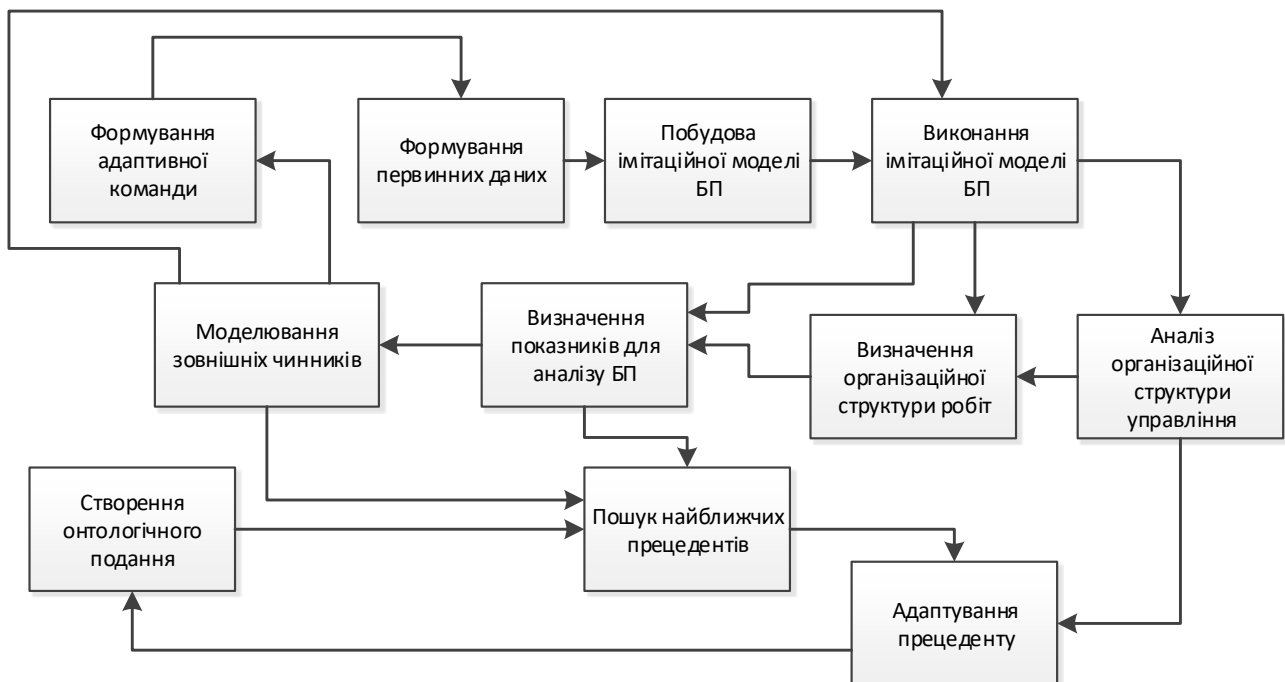 Формування
адаптивної
команди
Формування
первинних даних
Побудова
імітаційної моделі
БП
Виконання
імітаційної моделі
БП
Моделювання
зовнішніх чинників
Визначення
показників для
аналізу БП
Визначення
організаційної
структури робіт
Аналіз
організаційної
структури
управління
Створення
онтологічного
подання
Пошук найближчих
прецедентів
Адаптування
прецеденту